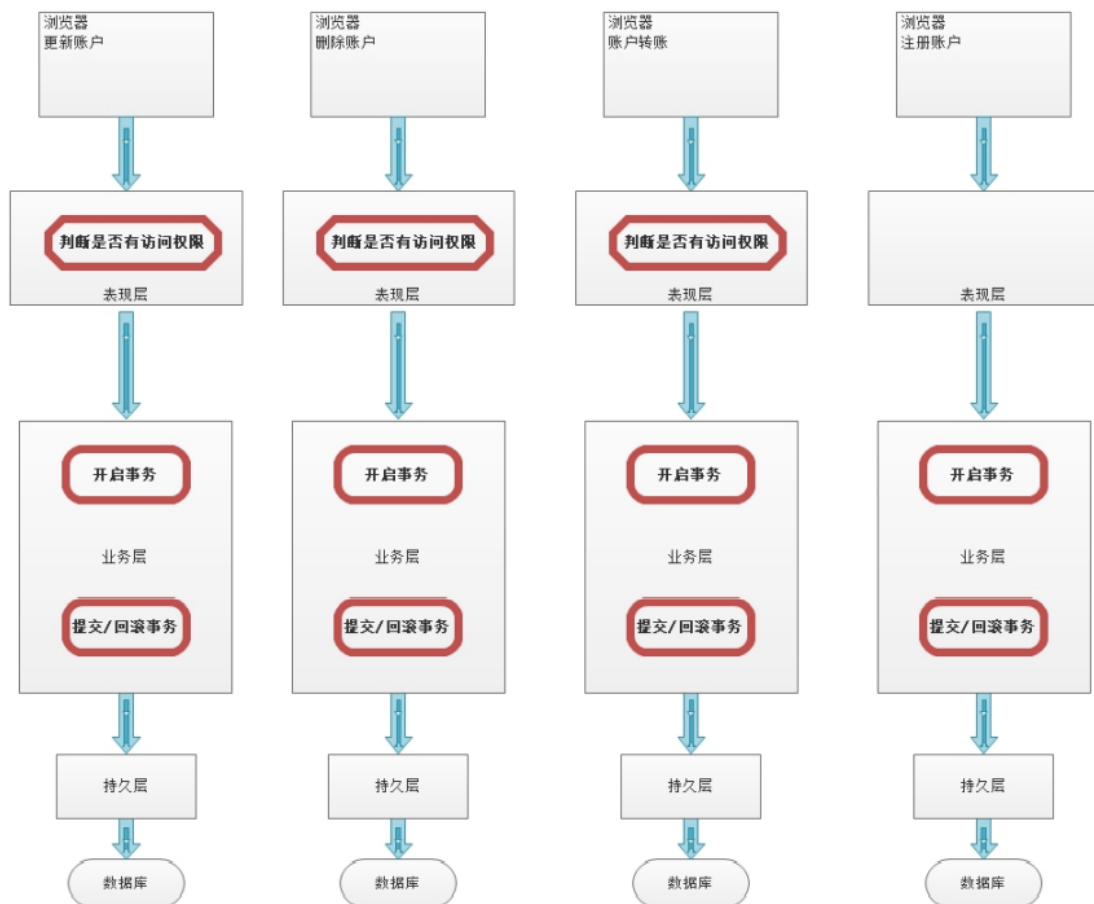 浏览器
更新账户
浏览器
删除账户
浏览器
账户转账
浏览器
注册账户
判断是否有访问权限
判断是否有访问权限
判断是否有访问权限
表现层
表现层
表现层
表现层
开启事务
开启事务
开启事务
开启事务
业务层
业务层
业务层
业务层
提交/回滚事务
提交/回滚事务
提交/回滚事务
提交/回滚事务
持久层
持久层
持久层
持久层
数据库
数据库
数据库
数据库